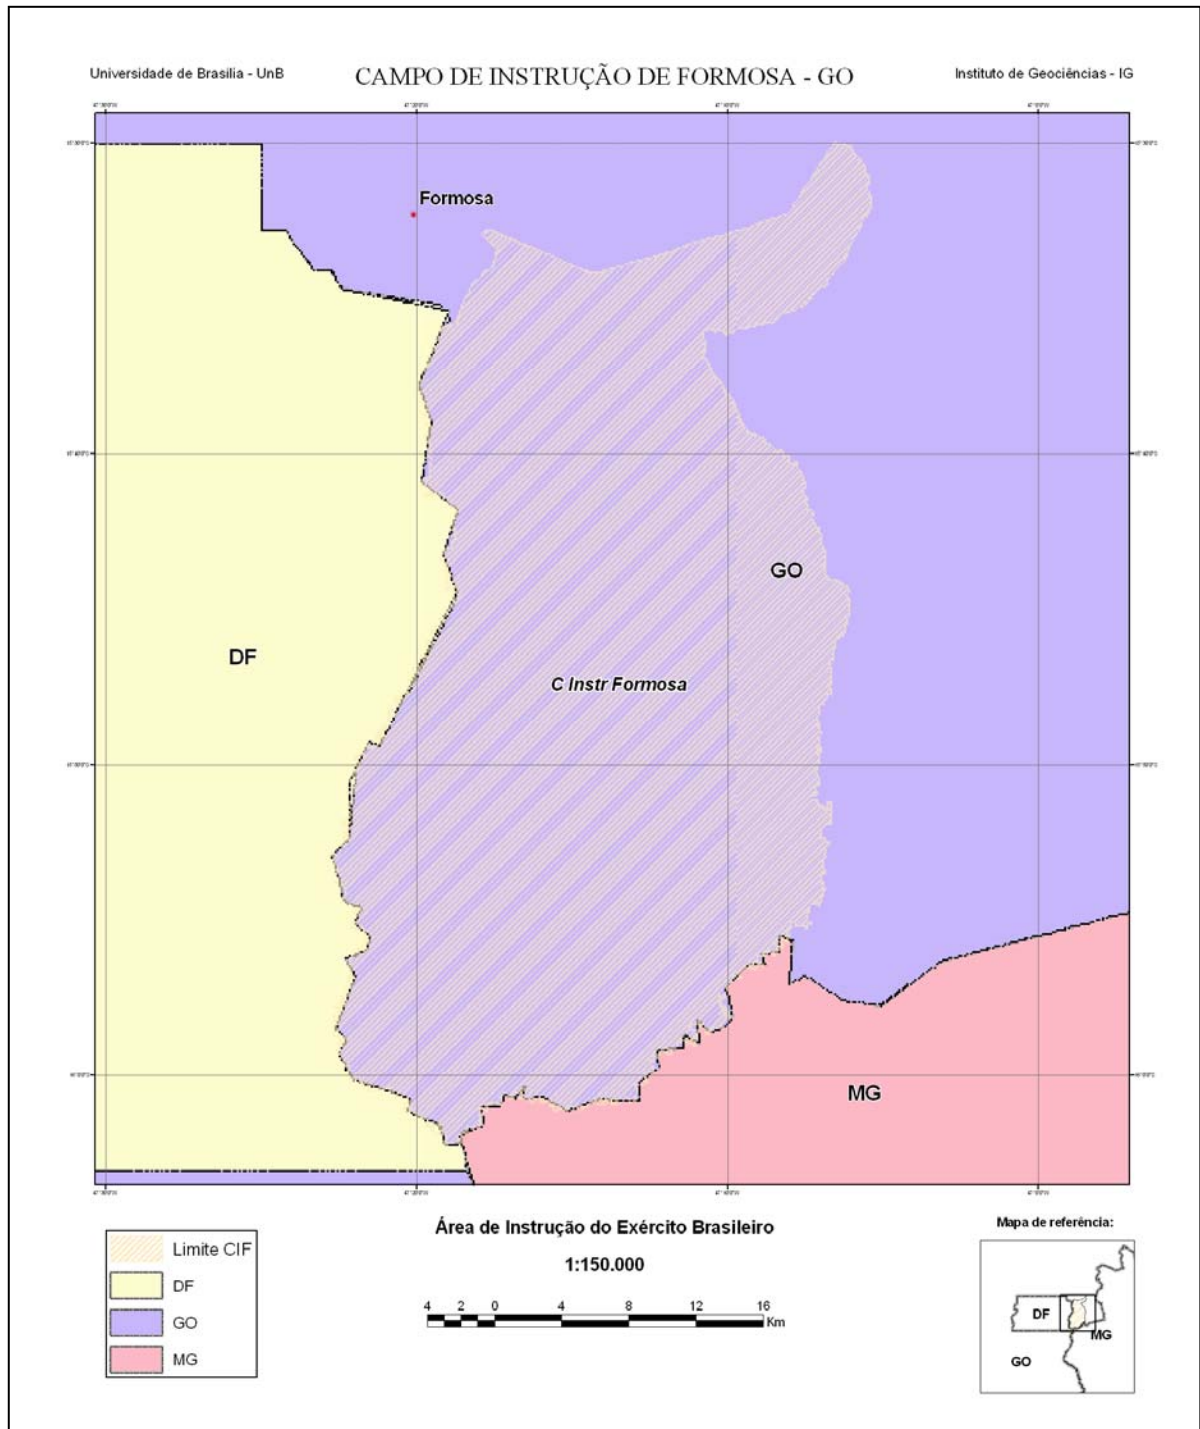 Universidade de Brasilia - UnB
CAMPO DE INSTRUÇÃO DE FORMOSA - GO
Instituto de Geociências - IG
Formosa
GO
DF
C Instr Formosa
MG
Limite CIF
DF
GO
MG
Área de Instrução do Exército Brasileiro
1:150.000
4 2 0 4 8 12 16
Km
Mapa de referência:
DF
MG
GO